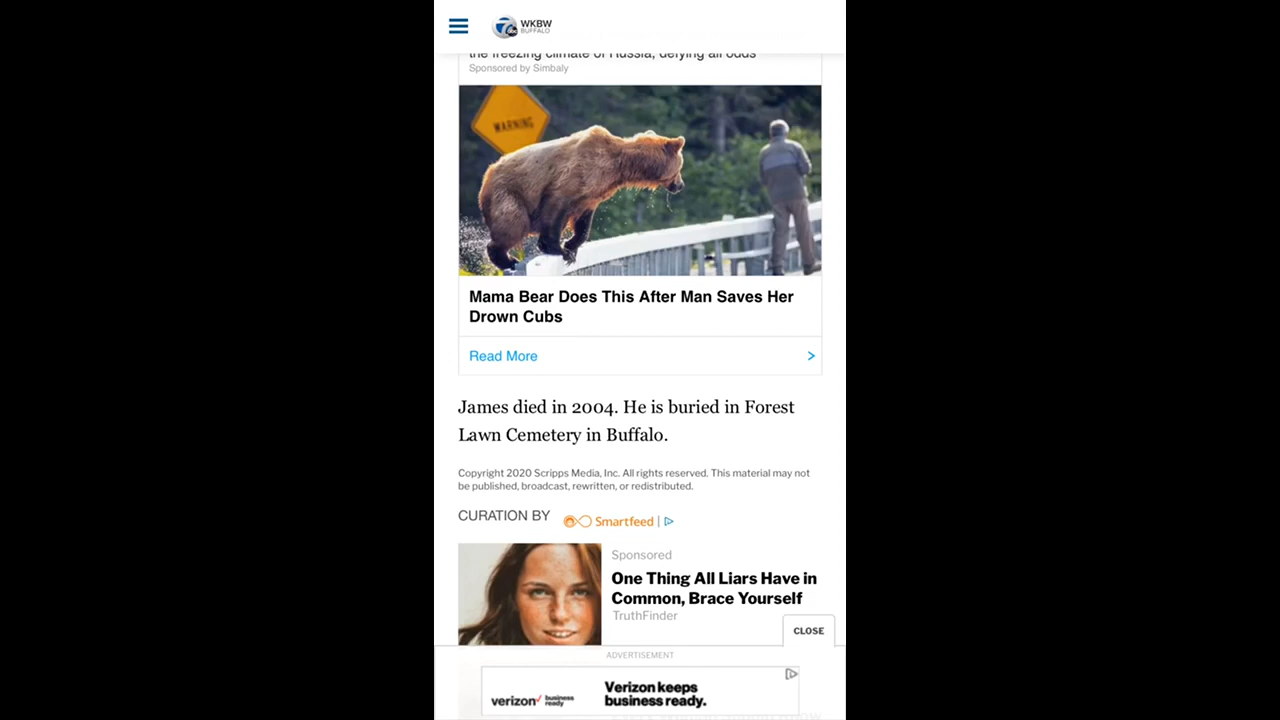 WKBW
BUFFALO
the freezing climate of Russia, defying all odds
Sponsored by Simbaly
WARNING
Mama Bear Does This After Man Saves Her
Drown Cubs
Read More
James died in 2004. He is buried in Forest
Lawn Cemetery in Buffalo.
Copyright 2020 Scripps Media, Inc. All rights reserved. This material may not
be published, broadcast, rewritten, or redistributed.
CURATION BY Smartfeed
Sponsored
One Thing All Liars Have in
Common, Brace Yourself
TruthFinder
CLOSE
ADVERTISEMENT
verizon business ready
Verizon keeps
business ready.